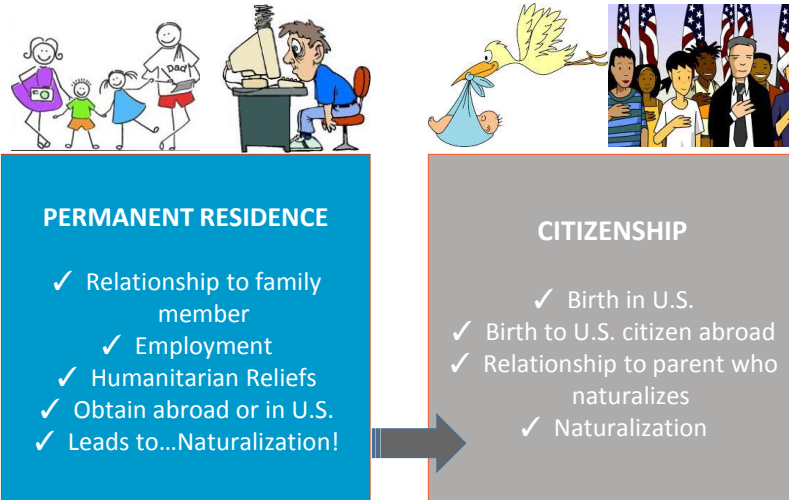 Dad
PERMANENT RESIDENCE
✓ Relationship to family
member
✓ Employment
✓ Humanitarian Reliefs
✓ Obtain abroad or in U.S.
✓ Leads to…Naturalization!
CITIZENSHIP
✓ Birth in U.S.
✓ Birth to U.S. citizen abroad
✓ Relationship to parent who
naturalizes
✓ Naturalization